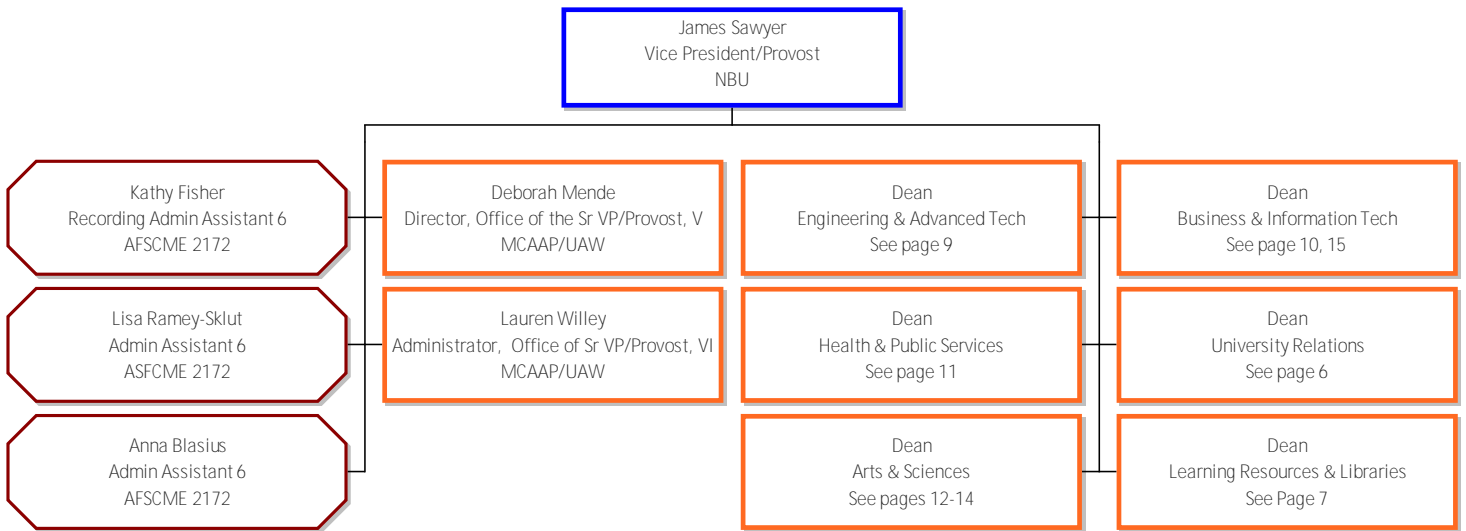 James Sawyer
Vice President/Provost
NBU
Kathy Fisher
Recording Admin Assistant 6
AFSCME 2172
Deborah Mende
Director, Office of the Sr VP/Provost, V
MCAAP/UAW
Dean
Engineering & Advanced Tech
See page 9
Dean
Business & Information Tech
See page 10, 15
Lisa Ramey-Sklut
Admin Assistant 6
ASFCME 2172
Lauren Willey
Administrator, Office of Sr VP/Provost, VI
MCAAP/UAW
Dean
Health & Public Services
See page 11
Dean
University Relations
See page 6
Anna Blasius
Admin Assistant 6
AFSCME 2172
Dean
Arts & Sciences
See pages 12-14
Dean
Learning Resources & Libraries
See Page 7